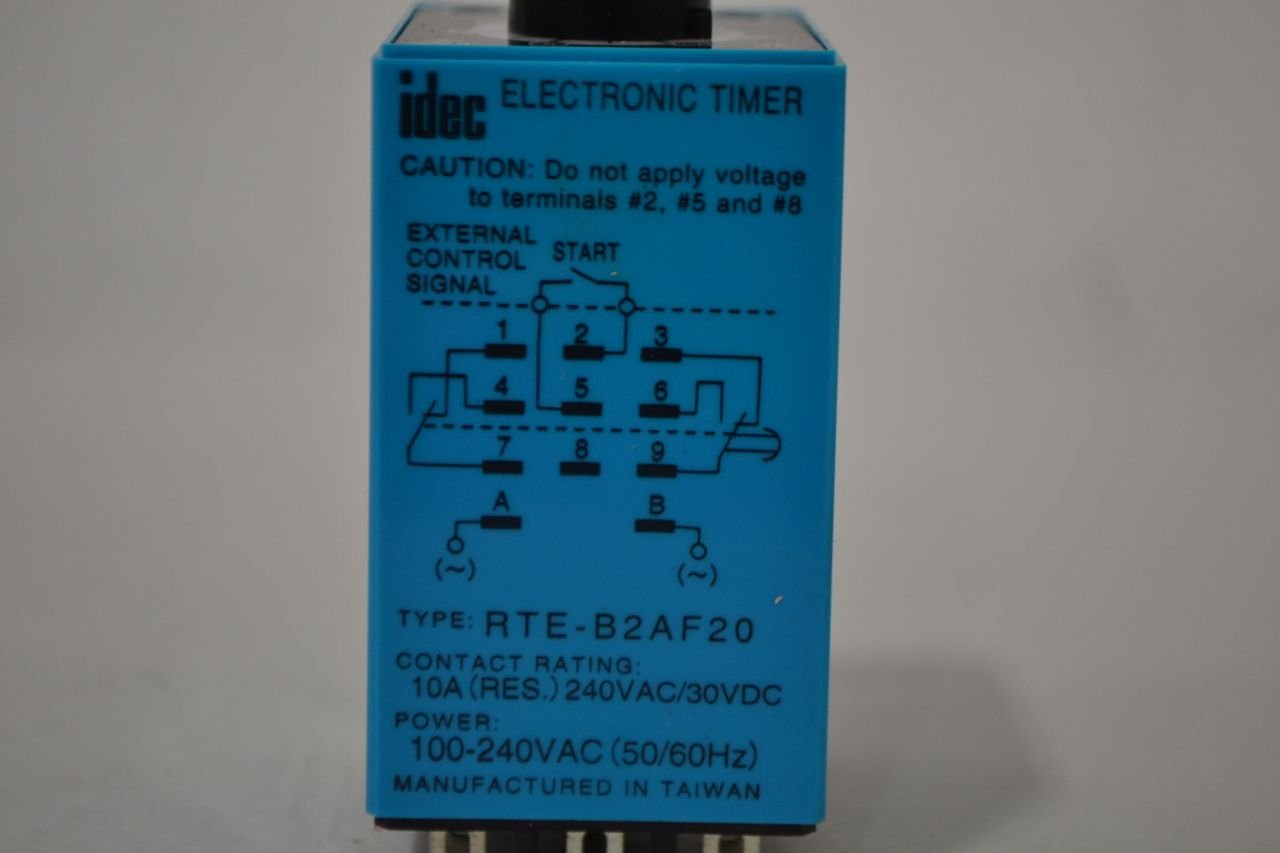 idec ELECTRONIC TIMER
CAUTION: Do not apply voltage
to terminals #2, #5 and #8
EXTERNAL
CONTROL
SIGNAL
START
1 2 3
4 5 6
7 8 9
A B
(~) (~)
TYPE: RTE-B2AF20
CONTACT RATING:
10A (RES.) 240VAC/30VDC
POWER:
100-240VAC (50/60Hz)
MANUFACTURED IN TAIWAN